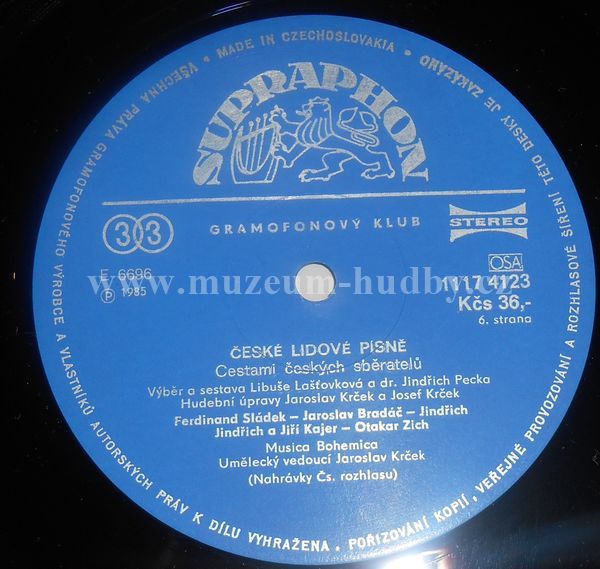 VŠECHNA PRÁVA GRAMOFONOVÉHO VÝROBCE A VLASTNÍKŮ AUTORSKÝCH PRÁV K DÍLU VYHRAŽENA. POŘIZOVÁNÍ KOPIÍ, VEŘEJNÉ PROVOZOVÁNÍ A ROZHLASOVÉ ŠÍŘENÍ TÉTO DESKY JE ZAKÁZÁNO • MADE IN CZECHOSLOVAKIA •
SUPRAPHON
GRAMOFONOVÝ KLUB
33
STEREO
OSA
E 6696
Ⓟ 1985
1117 4123
Kčs 36,-
6. strana
www.muzeum-hudby.cz
ČESKÉ LIDOVÉ PÍSNĚ
Cestami českých sběratelů
Výběr a sestava Libuše Lašťovková a dr. Jindřich Pecka
Hudební úpravy Jaroslav Krček a Josef Krček
Ferdinand Sládek – Jaroslav Bradáč – Jindřich
Jindřich a Jiří Kajer – Otakar Zich
Musica Bohemica
Umělecký vedoucí Jaroslav Krček
(Nahrávky Čs. rozhlasu)